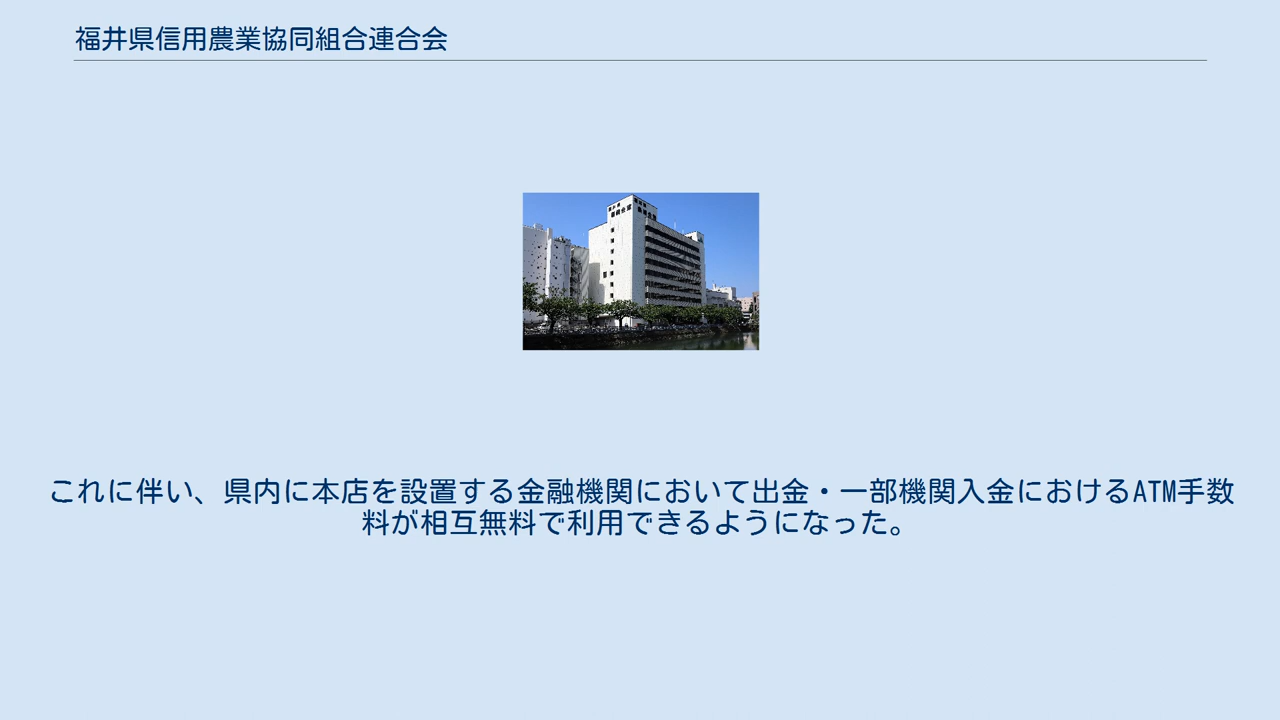 福井県信用農業協同組合連合会
これに伴い、県内に本店を設置する金融機関において出金・一部機関入金におけるATM手数
料が相互無料で利用できるようになった。